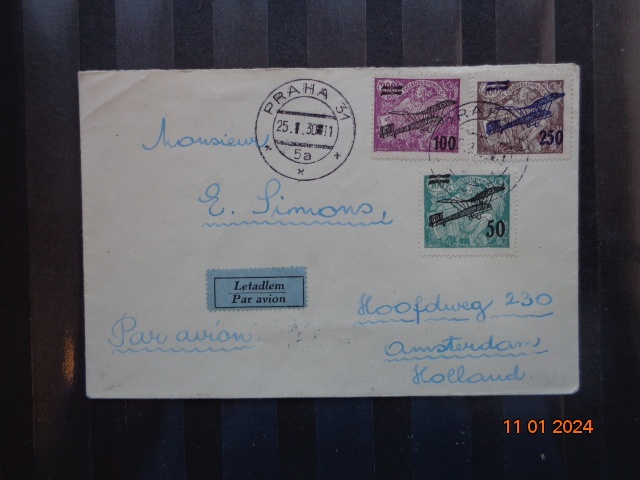 PRAHA 31
25. I. 30 11
5a
100
250
50
Monsieur
E. Simons,
Letadlem
Par avion
Par avion
Hoofdweg 230
Amsterdam
Holland.
11 01 2024